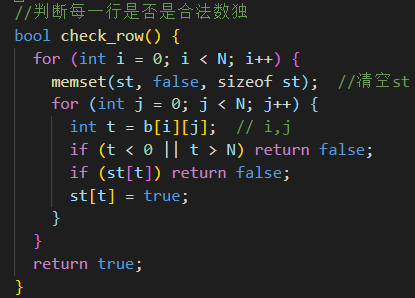 //判断每一行是否是合法数独
bool check_row() {
  for (int i = 0; i < N; i++) {
    memset(st, false, sizeof st);  //清空st
    for (int j = 0; j < N; j++) {
      int t = b[i][j];  // i,j
      if (t < 0 || t > N) return false;
      if (st[t]) return false;
      st[t] = true;
    }
  }
  return true;
}